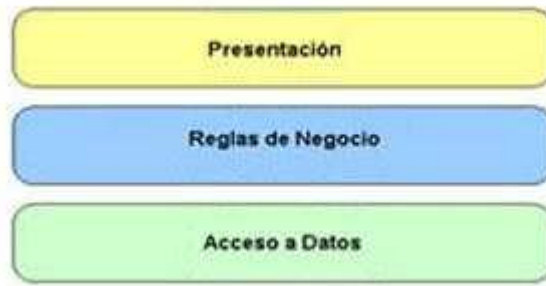 Presentación
Reglas de Negocio
Acceso a Datos